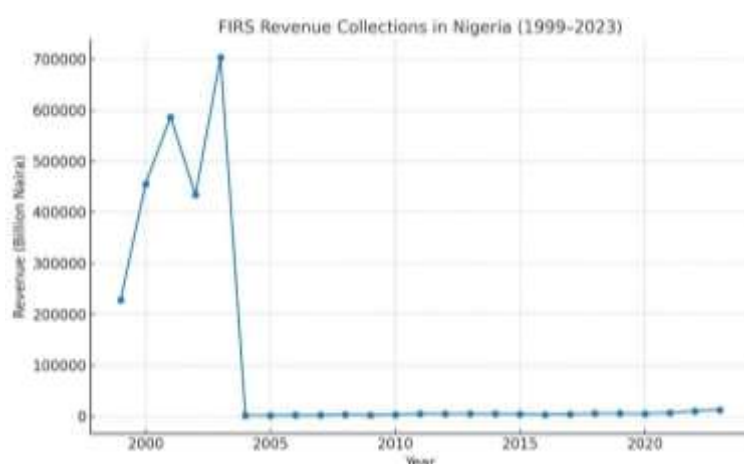 FIRS Revenue Collections in Nigeria (1999–2023)
Revenue (Billion Naira)
700000
600000
500000
400000
300000
200000
100000
0
2000 2005 2010 2015 2020
Year